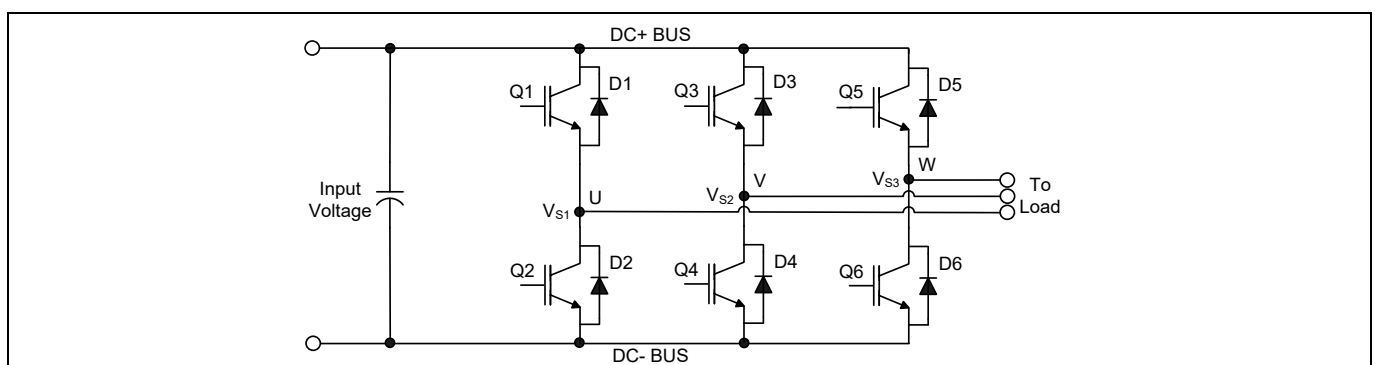 DC+ BUS
Q1
D1
Q3
D3
Q5
D5
Input
Voltage
U
VS1
V
VS2
W
VS3
To
Load
Q2
D2
Q4
D4
Q6
D6
DC- BUS